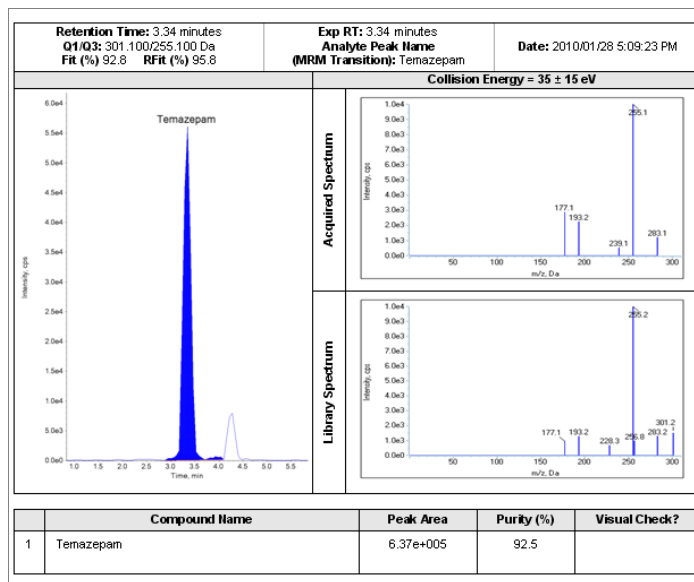 Retention Time: 3.34 minutes
Q1/Q3: 301.100/255.100 Da
Fit (%) 92.8 RFit (%) 95.8
Exp RT: 3.34 minutes
Analyte Peak Name
(MRM Transition): Temazepam
Date: 2010/01/28 5:09:23 PM
Collision Energy = 35 ± 15 eV
Temazepam
Intensity, cps
6.0e4
5.5e4
5.0e4
4.5e4
4.0e4
3.5e4
3.0e4
2.5e4
2.0e4
1.5e4
1.0e4
5000.0
0.0e0
1.0 1.5 2.0 2.5 3.0 3.5 4.0 4.5 5.0 5.5
Time, min
Acquired Spectrum
Intensity, cps
1.0e4
9.0e3
8.0e3
7.0e3
6.0e3
5.0e3
4.0e3
3.0e3
2.0e3
1.0e3
0.0e0
255.1
177.1
193.2
239.1
283.1
50 100 150 200 250 300
m/z, Da
Library Spectrum
Intensity, cps
1.0e4
9.0e3
8.0e3
7.0e3
6.0e3
5.0e3
4.0e3
3.0e3
2.0e3
1.0e3
0.0e0
255.2
177.1
193.2
228.3
256.8
283.2
301.2
50 100 150 200 250 300
m/z, Da
Compound Name Peak Area Purity (%) Visual Check?
1 Temazepam 6.37e+005 92.5